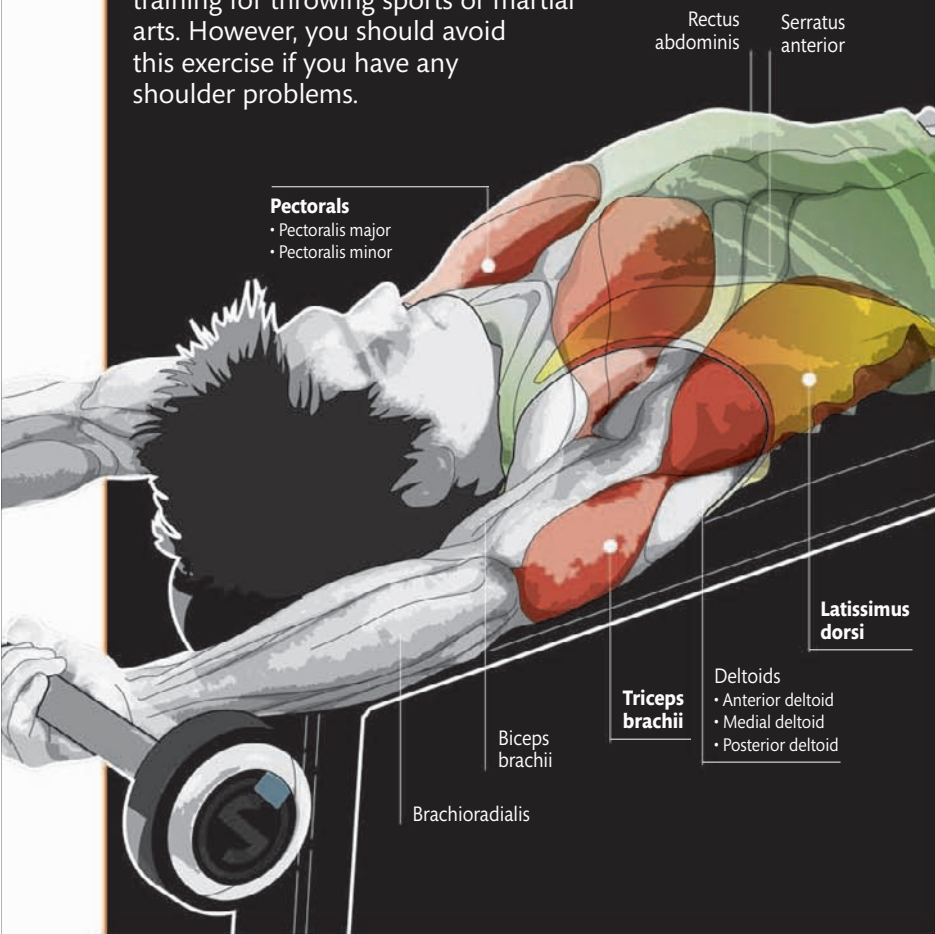 training for throwing sports or martial
arts. However, you should avoid
this exercise if you have any
shoulder problems.
Rectus
abdominis
Serratus
anterior
Pectorals
• Pectoralis major
• Pectoralis minor
Latissimus
dorsi
Triceps
brachii
Deltoids
• Anterior deltoid
• Medial deltoid
• Posterior deltoid
Biceps
brachii
Brachioradialis